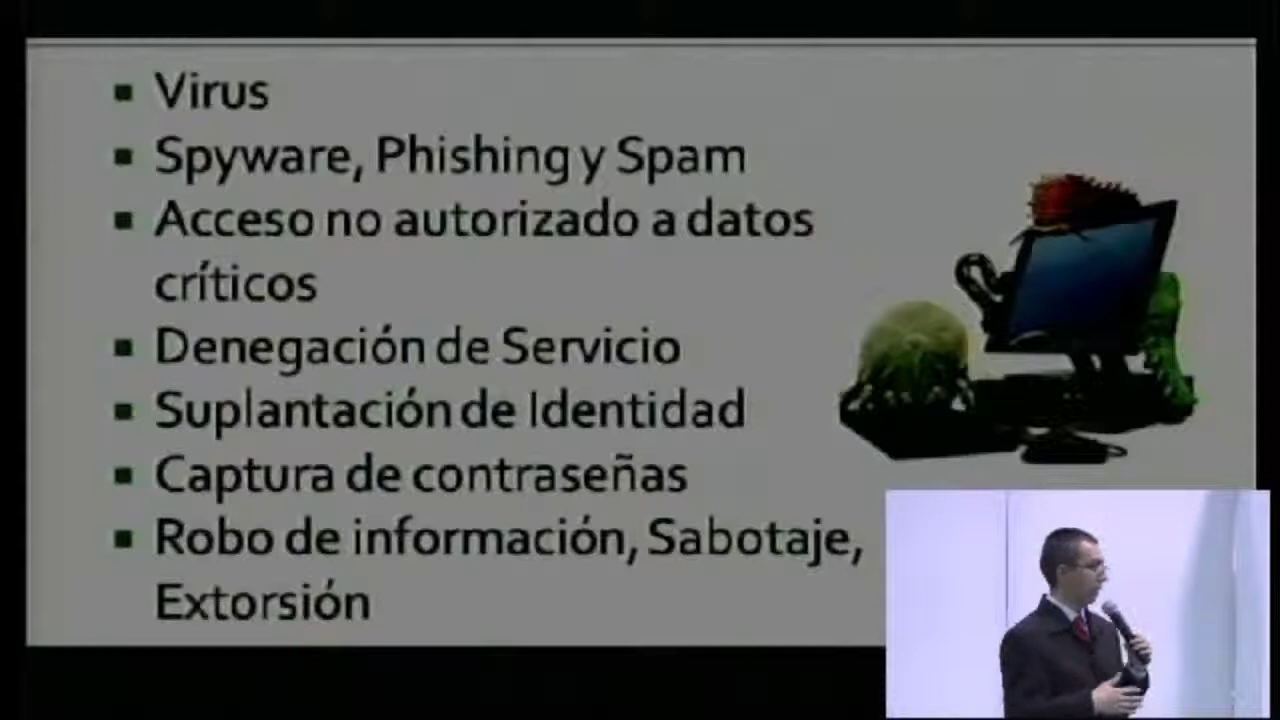 Virus
Spyware, Phishing y Spam
Acceso no autorizado a datos
críticos
Denegación de Servicio
Suplantación de Identidad
Captura de contraseñas
Robo de información, Sabotaje,
Extorsión